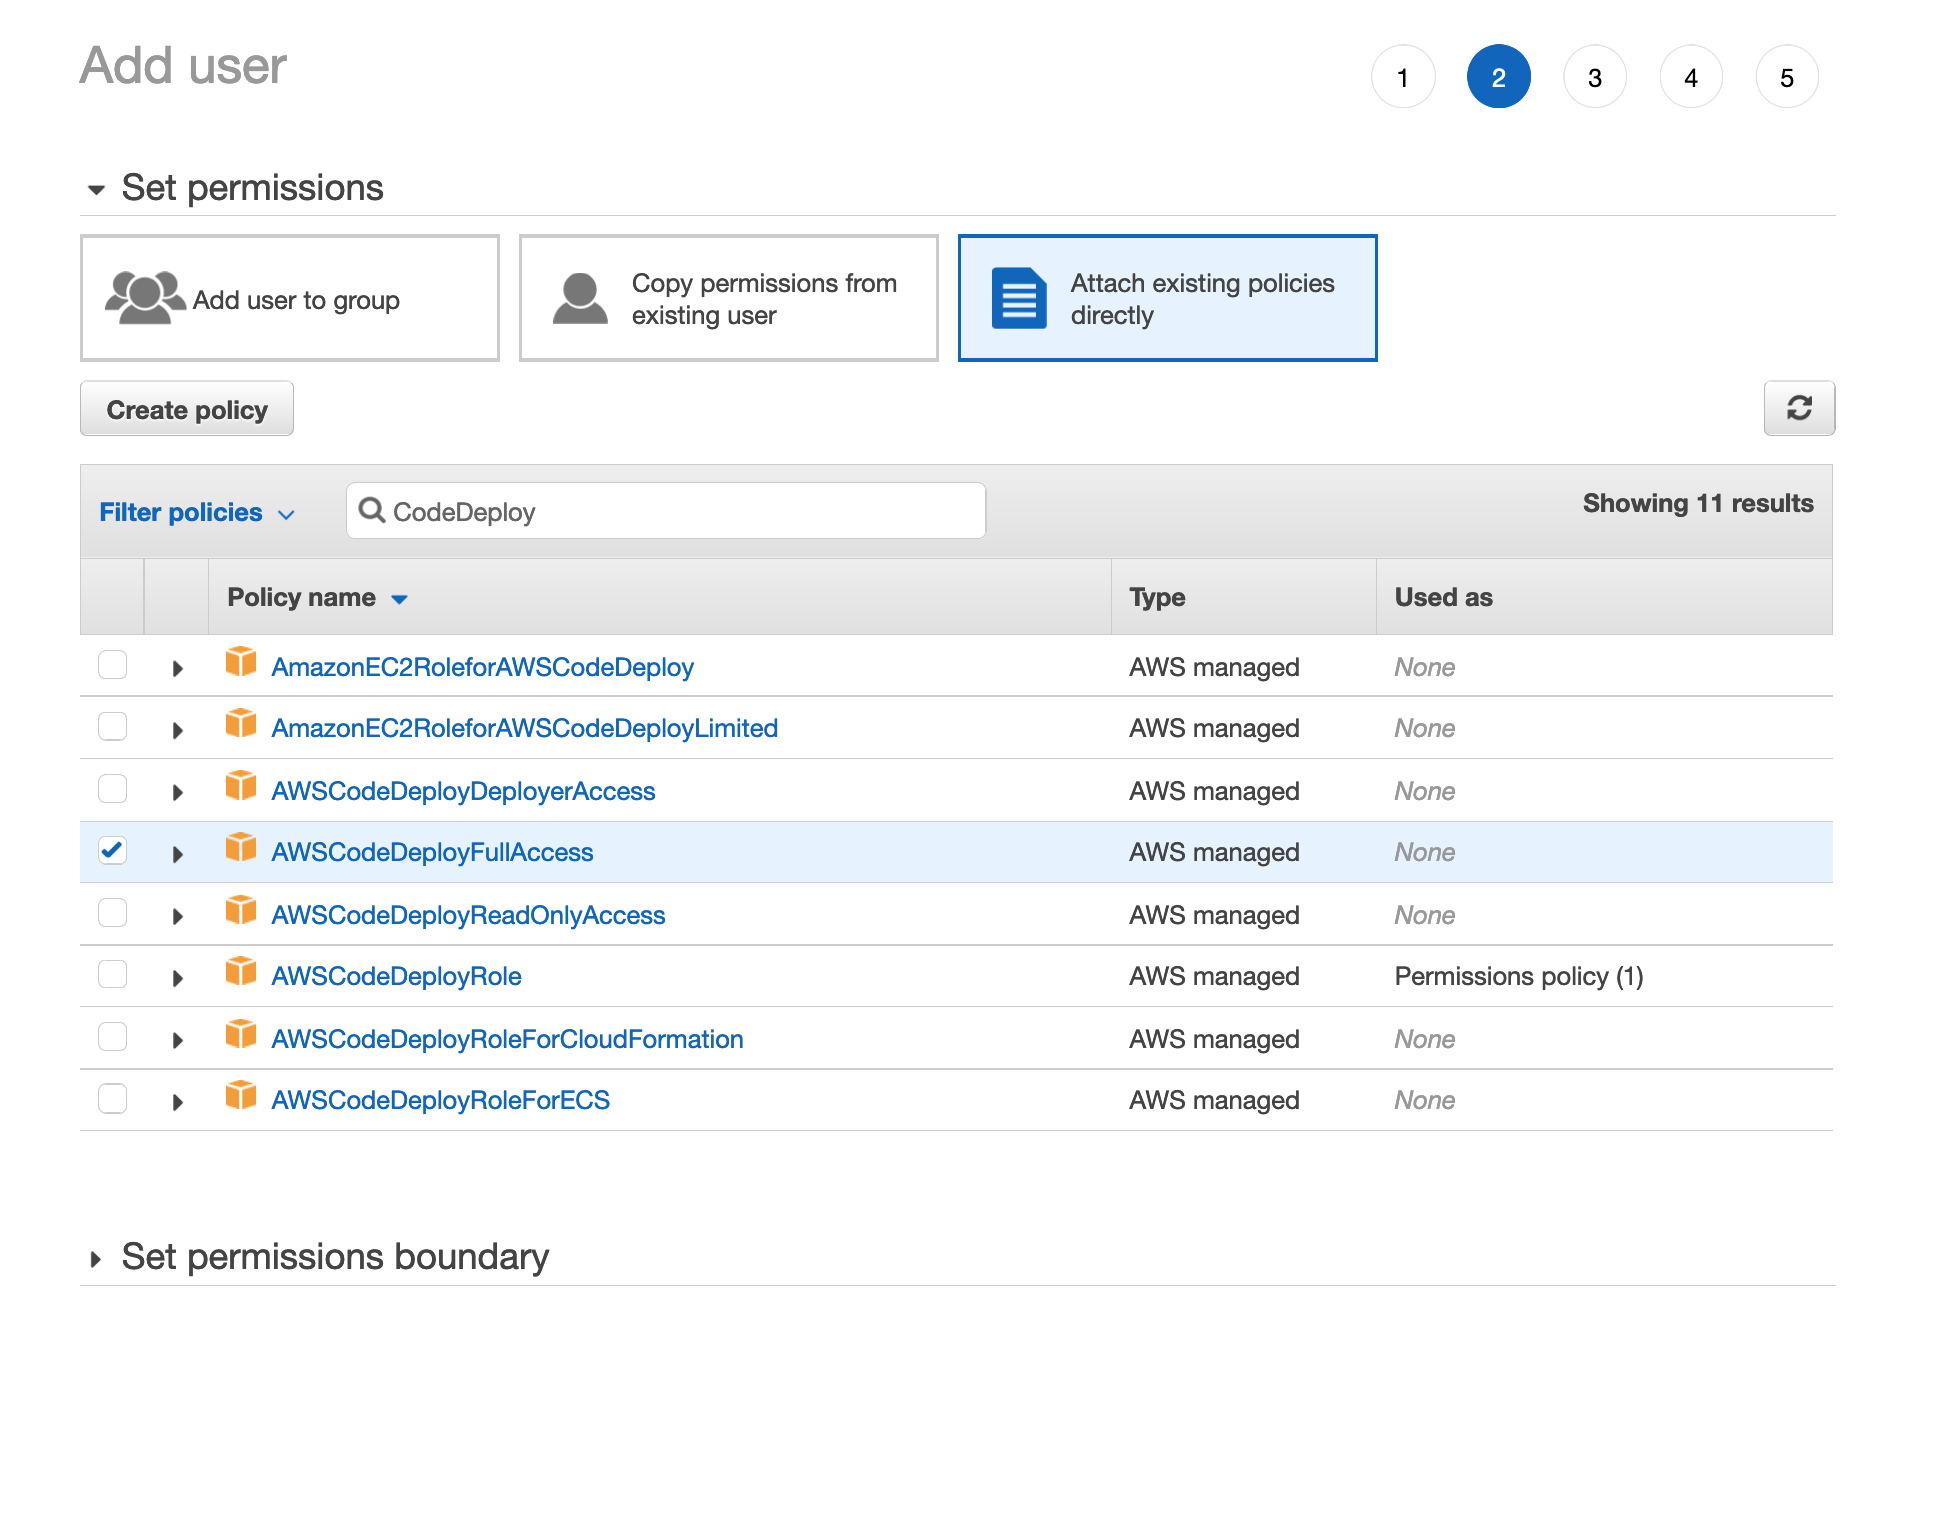 Add user
1 2 3 4 5
Set permissions
Add user to group
Copy permissions from
existing user
Attach existing policies
directly
Create policy
Filter policies
CodeDeploy
Showing 11 results
Policy name Type Used as
AmazonEC2RoleforAWSCodeDeploy AWS managed None
AmazonEC2RoleforAWSCodeDeployLimited AWS managed None
AWSCodeDeployDeployerAccess AWS managed None
AWSCodeDeployFullAccess AWS managed None
AWSCodeDeployReadOnlyAccess AWS managed None
AWSCodeDeployRole AWS managed Permissions policy (1)
AWSCodeDeployRoleForCloudFormation AWS managed None
AWSCodeDeployRoleForECS AWS managed None
Set permissions boundary